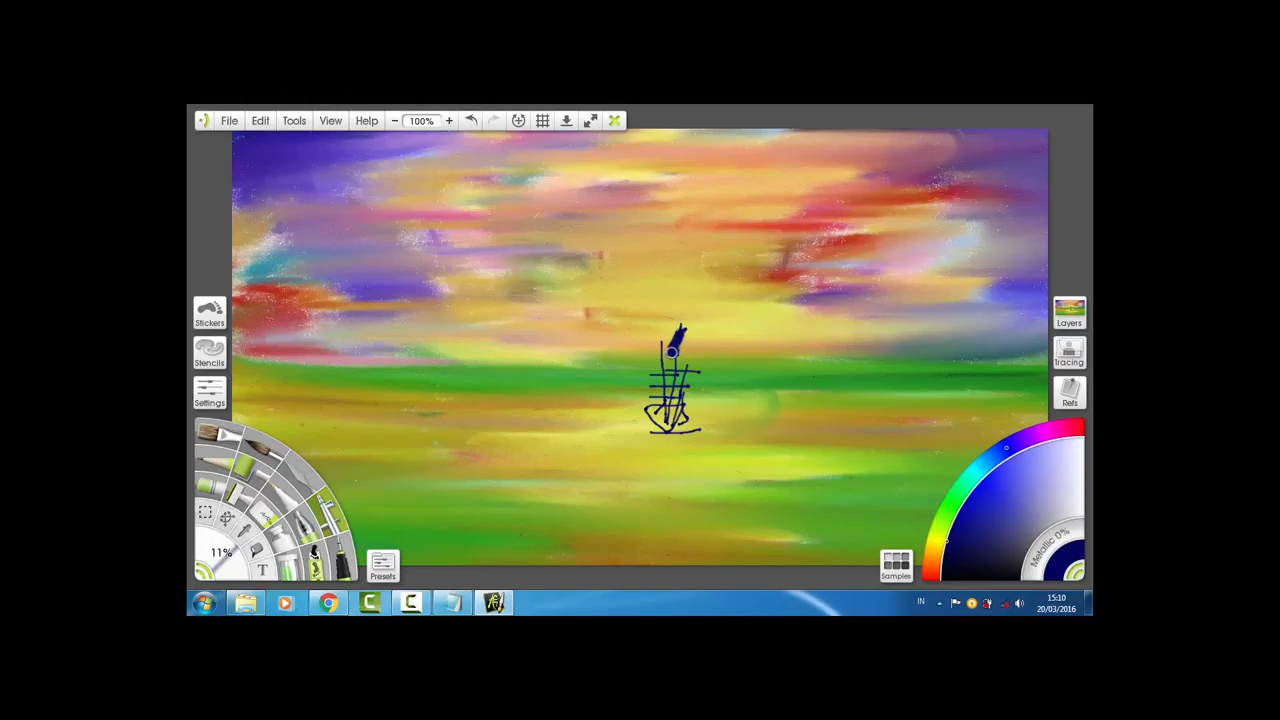 File Edit Tools View Help − 100% +
Stickers
Layers
Stencils
Tracing
Settings
Refs
11%
Metallic 0%
T
Presets
Samples
IN
15:10
20/03/2016